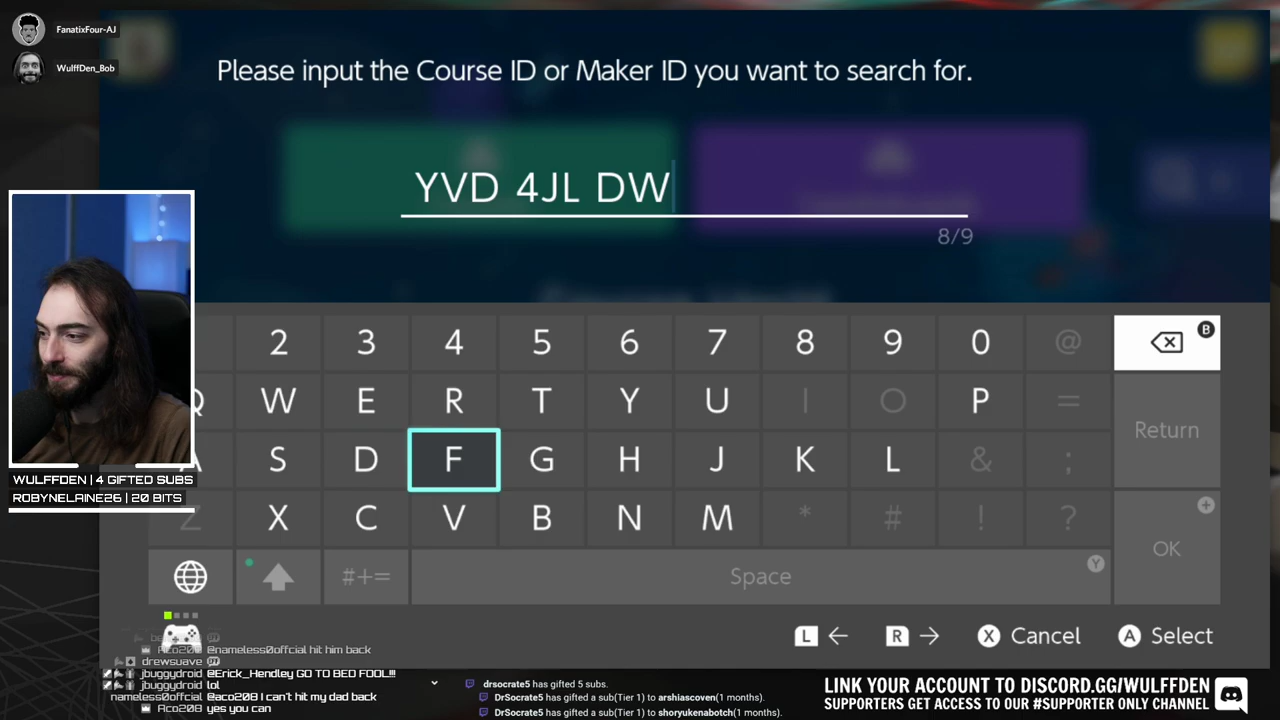 FanatixFour-AJ
WulffDen_Bob
Please input the Course ID or Maker ID you want to search for.
YVD 4JL DW
8/9
2 3 4 5 6 7 8 9 0 @ B
Q W E R T Y U I O P =
Return
A S D F G H J K L & ;
Z X C V B N M * # ! ? +
OK
#+= Space Y
L ← R → X Cancel A Select
WULFFDEN | 4 GIFTED SUBS
ROBYNELAINE26 | 20 BITS
Aco208 @nameless0ffcial hit him back
drewsuave
jbuggydroid @Erick_Hendley GO TO BED FOOL!!!
jbuggydroid lol
nameless0ffcial @aco208 I can't hit my dad back
Aco208 yes you can
drsocrate5 has gifted 5 subs.
DrSocrate5 has gifted a sub(Tier 1) to arshiascoven(1 months).
DrSocrate5 has gifted a sub(Tier 1) to shoryukenabotch(1 months).
LINK YOUR ACCOUNT TO DISCORD.GG/WULFFDEN
SUPPORTERS GET ACCESS TO OUR #SUPPORTER ONLY CHANNEL